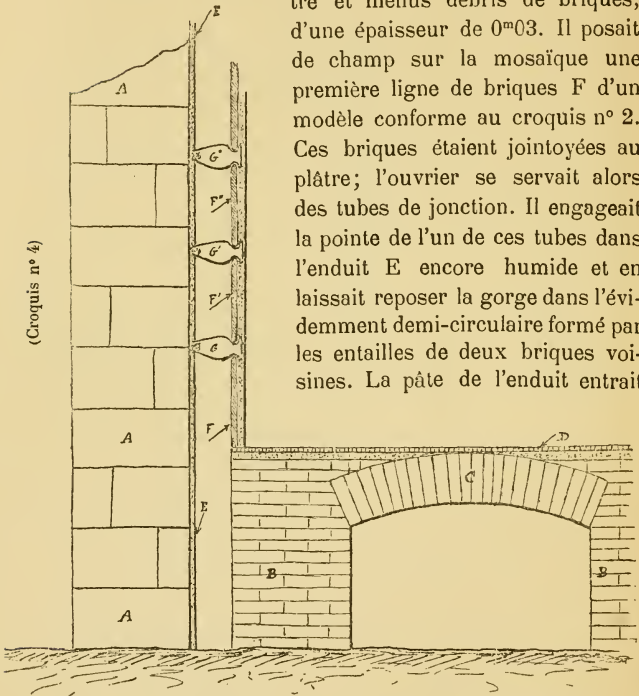 tre et menus débris de briques,
d'une épaisseur de 0ᵐ03. Il posait
de champ sur la mosaïque une
première ligne de briques F d'un
modèle conforme au croquis nº 2.
Ces briques étaient jointoyées au
plâtre; l'ouvrier se servait alors
des tubes de jonction. Il engageait
la pointe de l'un de ces tubes dans
l'enduit E encore humide et en
laissait reposer la gorge dans l'évi-
demment demi-circulaire formé par
les entailles de deux briques voi-
sines. La pâte de l'enduit entrait
(Croquis nº 4)
E
A
G"
F"
G'
F'
G
F
A
D
C
E
B
B
A